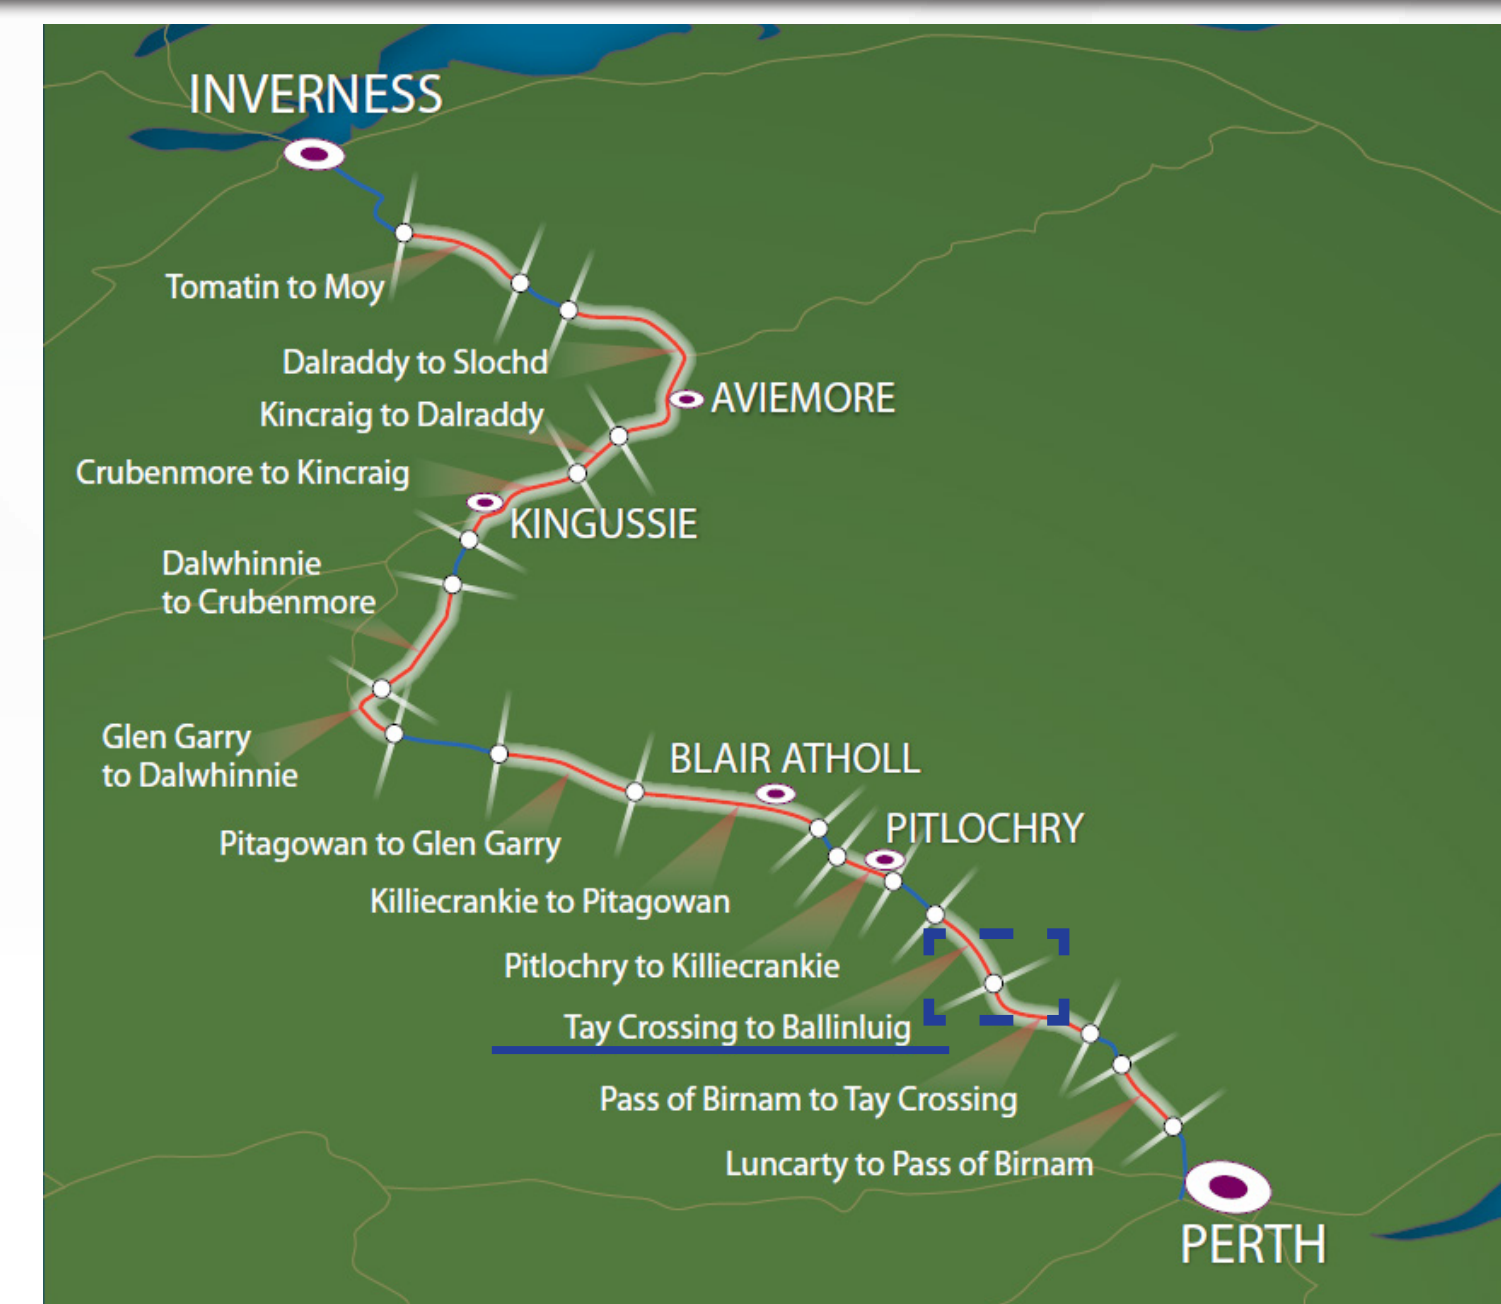 INVERNESS
Tomatin to Moy
Dalraddy to Slochd
AVIEMORE
Kincraig to Dalraddy
Crubenmore to Kincraig
KINGUSSIE
Dalwhinnie
to Crubenmore
Glen Garry
to Dalwhinnie
BLAIR ATHOLL
PITLOCHRY
Pitagowan to Glen Garry
Killiecrankie to Pitagowan
Pitlochry to Killiecrankie
Tay Crossing to Ballinluig
Pass of Birnam to Tay Crossing
Luncarty to Pass of Birnam
PERTH